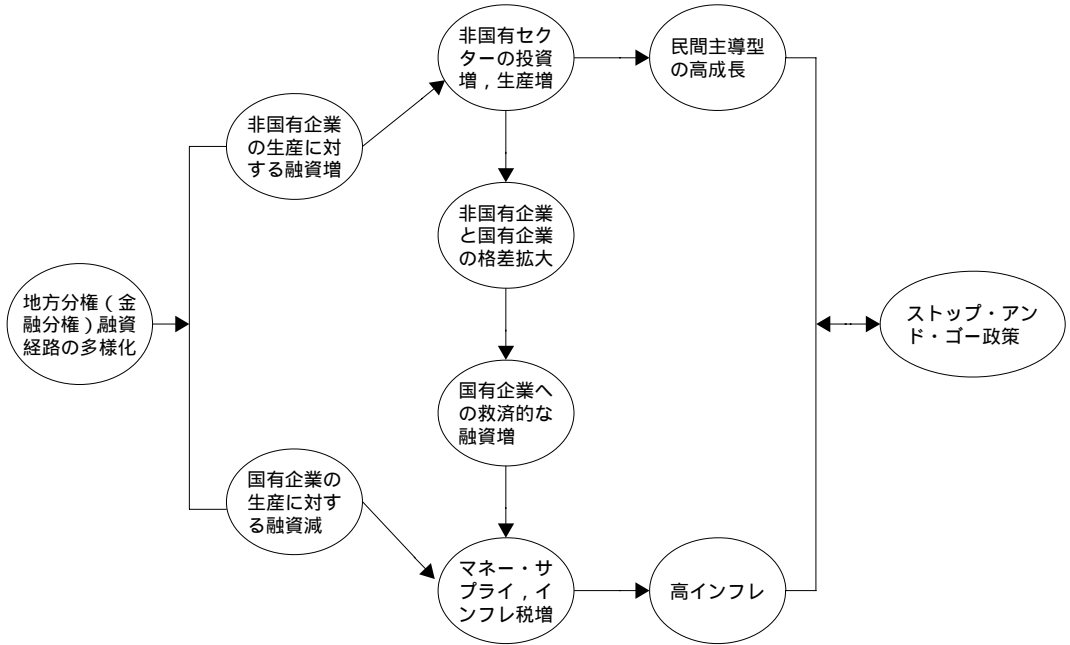 非国有セク
ターの投資
増，生産増
民間主導型
の高成長
非国有企業
の生産に対
する融資増
非国有企業
と国有企業
の格差拡大
地方分権（金
融分権），融資
経路の多様化
ストップ・アン
ド・ゴー政策
国有企業へ
の救済的な
融資増
国有企業の
生産に対す
る融資減
マネー・サ
プライ，イ
ンフレ税増
高インフレ